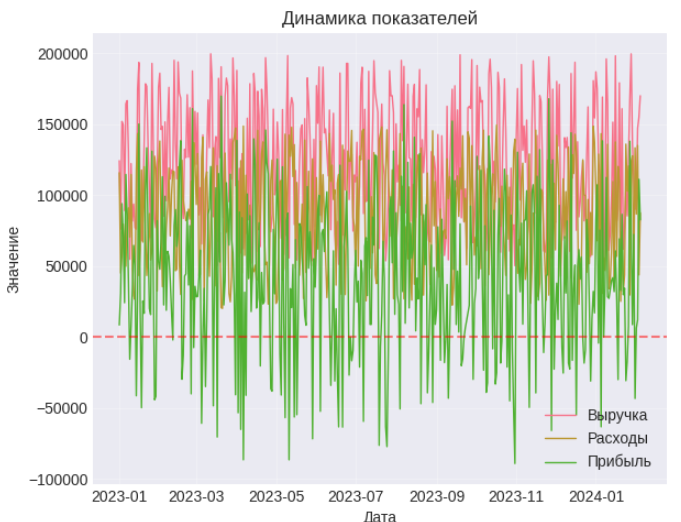 Динамика показателей
200000
150000
100000
50000
0
−50000
−100000
Значение
Выручка
Расходы
Прибыль
2023-01 2023-03 2023-05 2023-07 2023-09 2023-11 2024-01
Дата